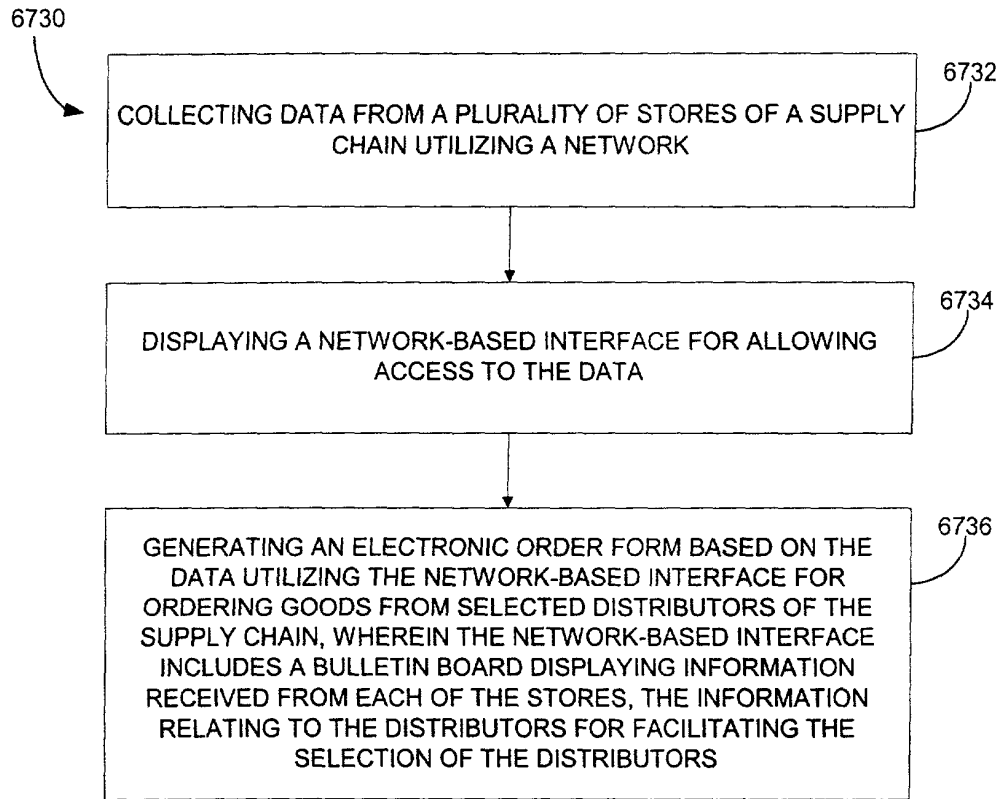 6730
6732
COLLECTING DATA FROM A PLURALITY OF STORES OF A SUPPLY
CHAIN UTILIZING A NETWORK
6734
DISPLAYING A NETWORK-BASED INTERFACE FOR ALLOWING
ACCESS TO THE DATA
6736
GENERATING AN ELECTRONIC ORDER FORM BASED ON THE
DATA UTILIZING THE NETWORK-BASED INTERFACE FOR
ORDERING GOODS FROM SELECTED DISTRIBUTORS OF THE
SUPPLY CHAIN, WHEREIN THE NETWORK-BASED INTERFACE
INCLUDES A BULLETIN BOARD DISPLAYING INFORMATION
RECEIVED FROM EACH OF THE STORES, THE INFORMATION
RELATING TO THE DISTRIBUTORS FOR FACILITATING THE
SELECTION OF THE DISTRIBUTORS